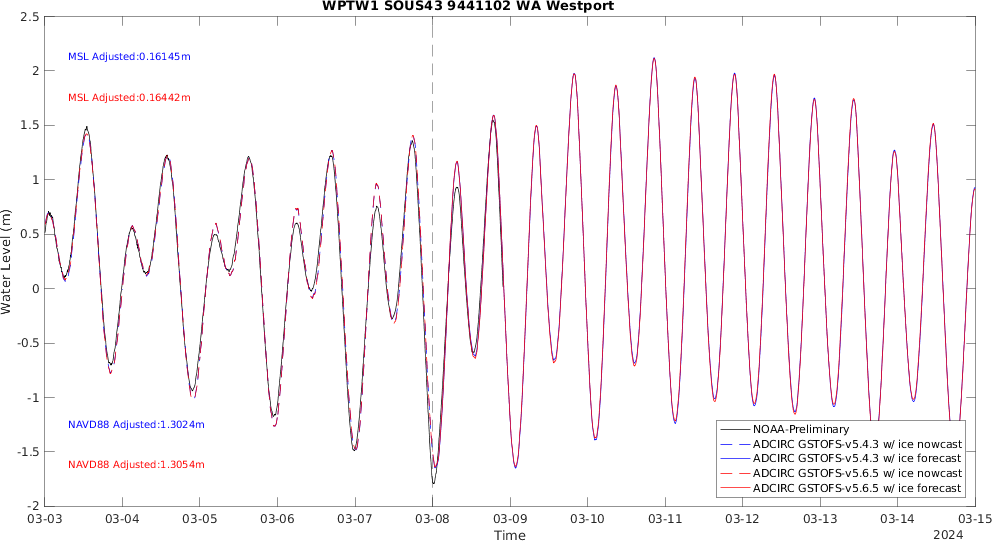 WPTW1 SOUS43 9441102 WA Westport
2.5
2
1.5
1
0.5
0
-0.5
-1
-1.5
-2
Water Level (m)
MSL Adjusted:0.16145m
MSL Adjusted:0.16442m
NAVD88 Adjusted:1.3024m
NAVD88 Adjusted:1.3054m
NOAA-Preliminary
ADCIRC GSTOFS-v5.4.3 w/ ice nowcast
ADCIRC GSTOFS-v5.4.3 w/ ice forecast
ADCIRC GSTOFS-v5.6.5 w/ ice nowcast
ADCIRC GSTOFS-v5.6.5 w/ ice forecast
03-03 03-04 03-05 03-06 03-07 03-08 03-09 03-10 03-11 03-12 03-13 03-14 03-15
Time
2024